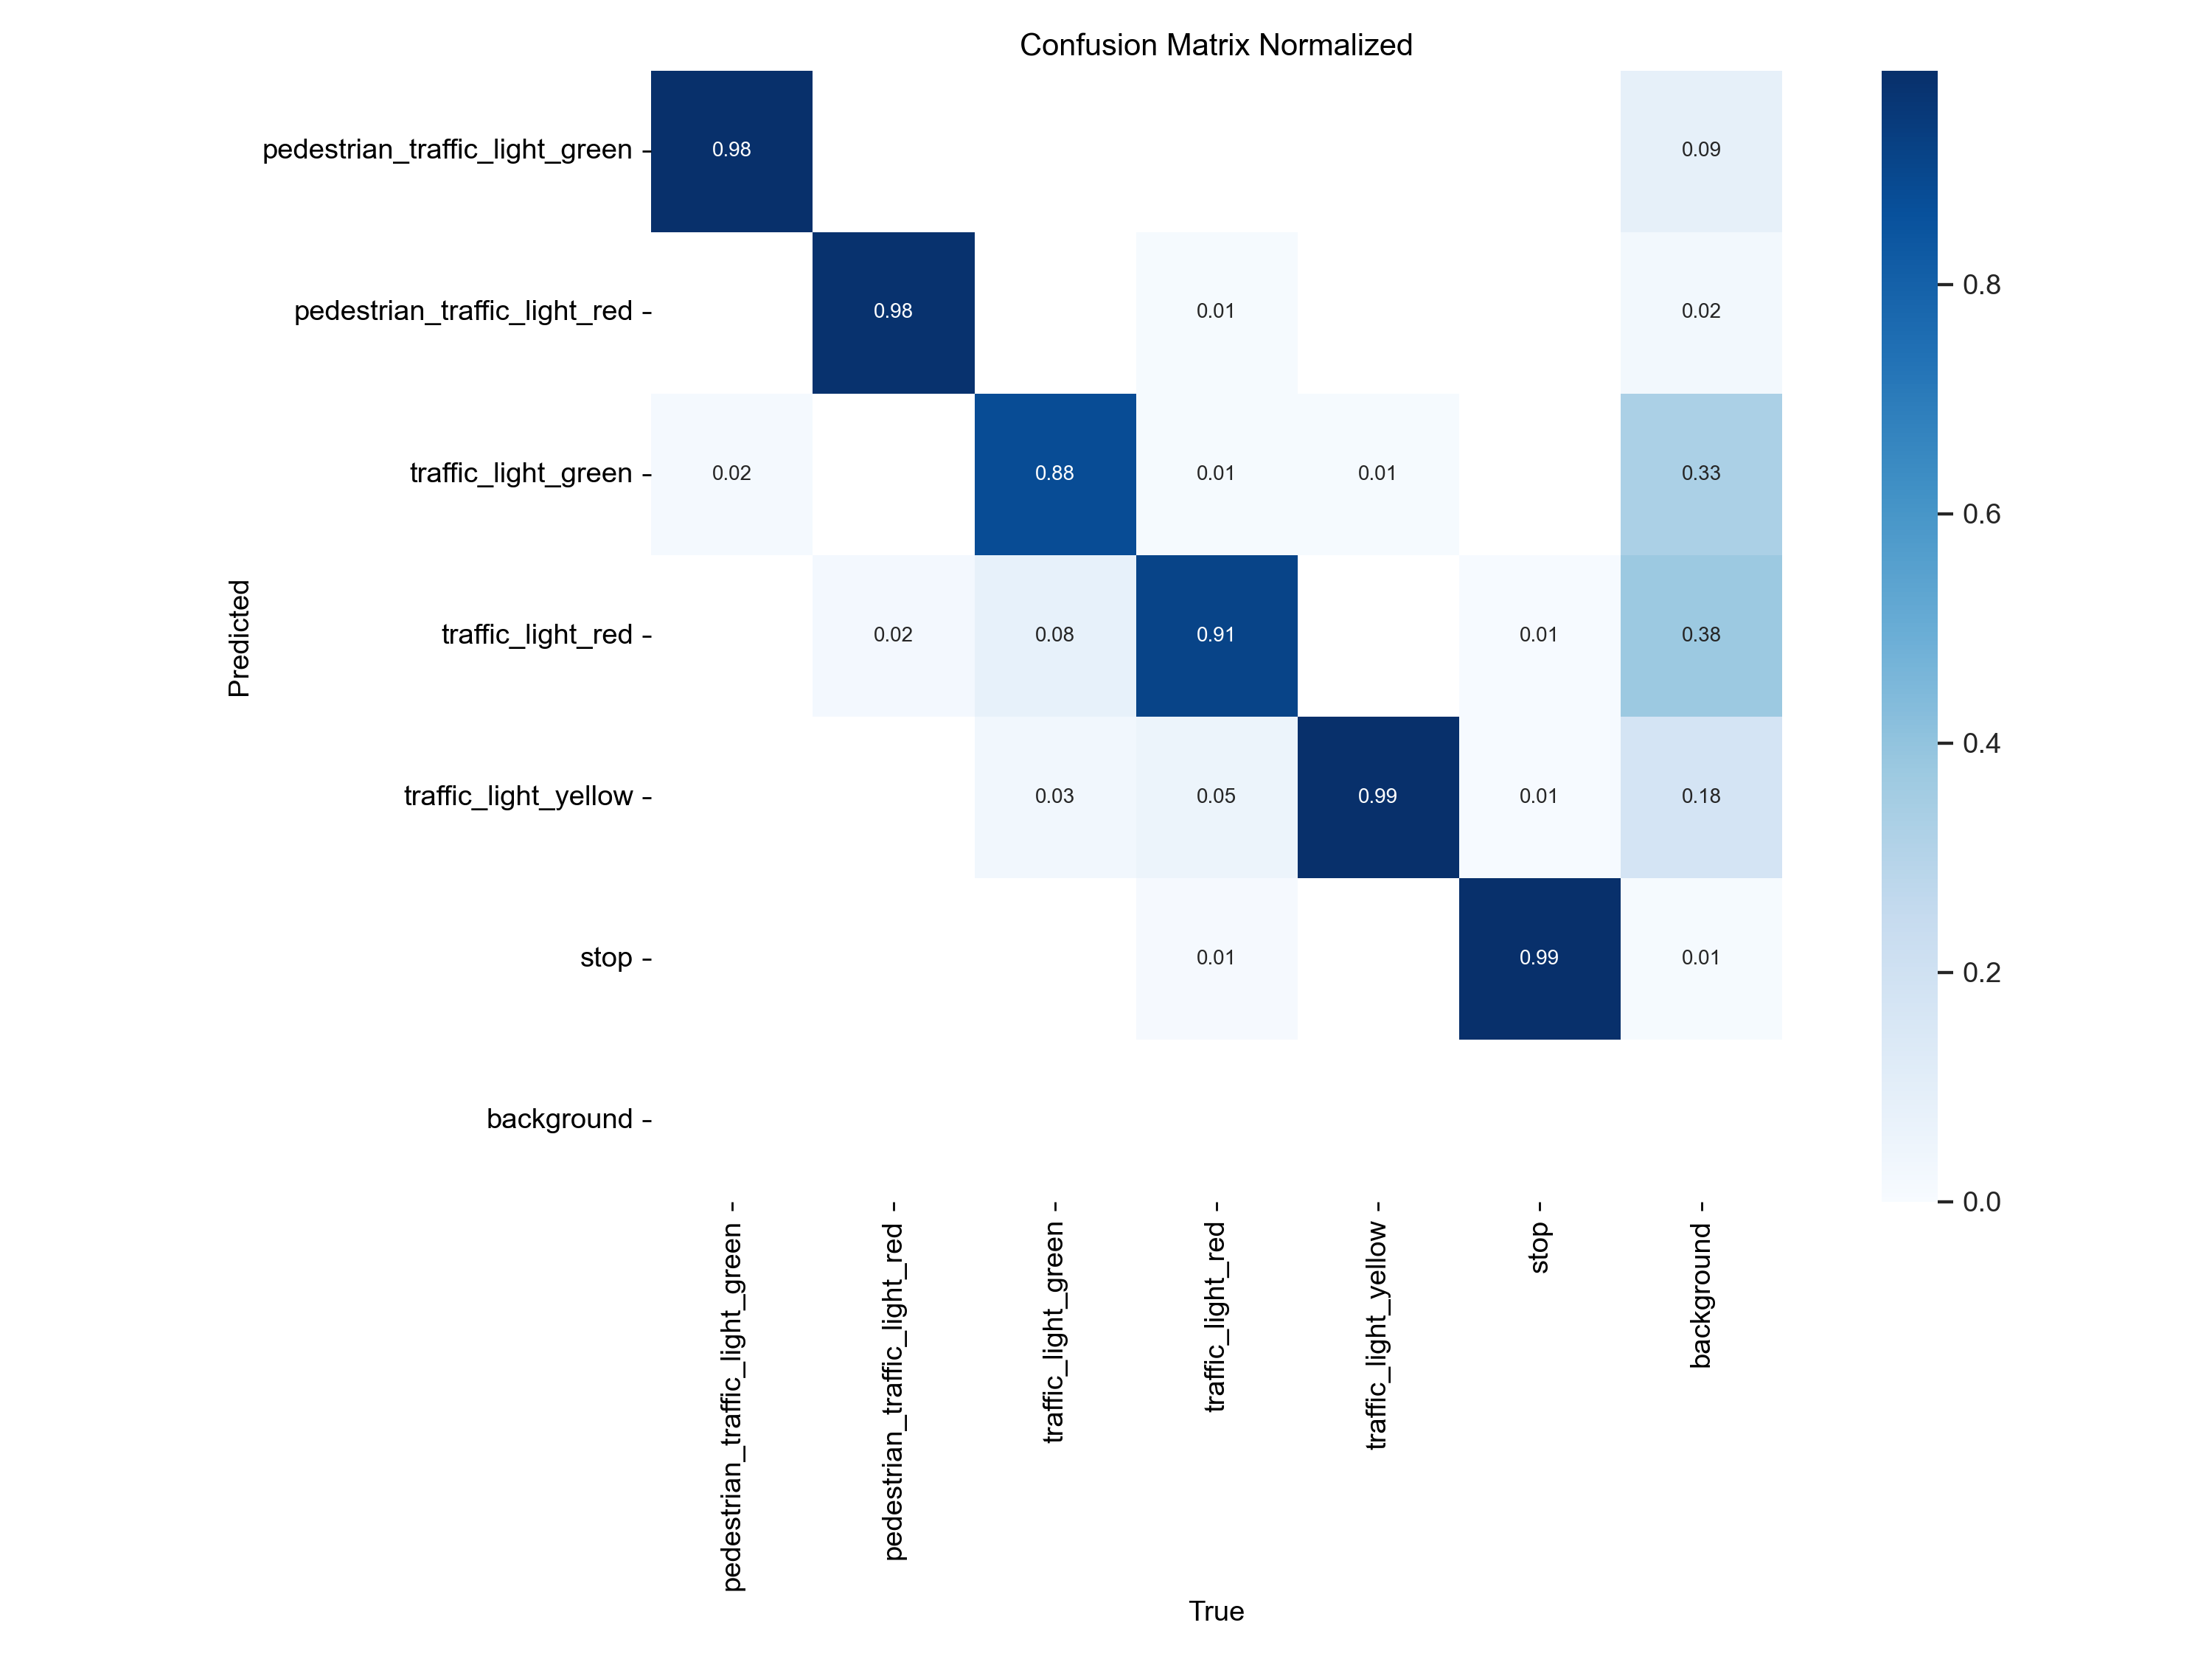 Confusion Matrix Normalized
pedestrian_traffic_light_green
0.98
0.09
pedestrian_traffic_light_red
0.98
0.01
0.02
traffic_light_green
0.02
0.88
0.01
0.01
0.33
traffic_light_red
0.02
0.08
0.91
0.01
0.38
traffic_light_yellow
0.03
0.05
0.99
0.01
0.18
stop
0.01
0.99
0.01
background
Predicted
0.8
0.6
0.4
0.2
0.0
pedestrian_traffic_light_green
pedestrian_traffic_light_red
traffic_light_green
traffic_light_red
traffic_light_yellow
stop
background
True